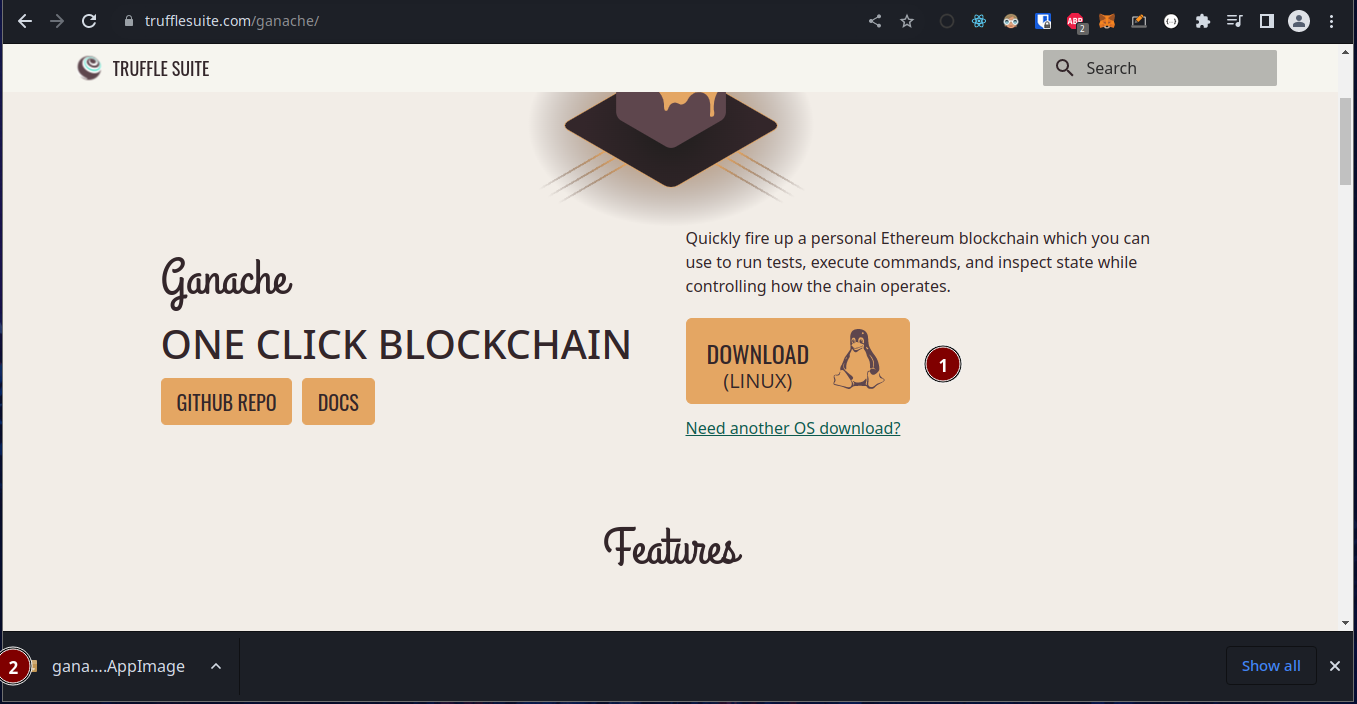 trufflesuite.com/ganache/
ABP
2
TRUFFLE SUITE
Search
Quickly fire up a personal Ethereum blockchain which you can
use to run tests, execute commands, and inspect state while
controlling how the chain operates.
Ganache
ONE CLICK BLOCKCHAIN
GITHUB REPO DOCS
DOWNLOAD
(LINUX)
1
Need another OS download?
Features
2 gana....AppImage
Show all